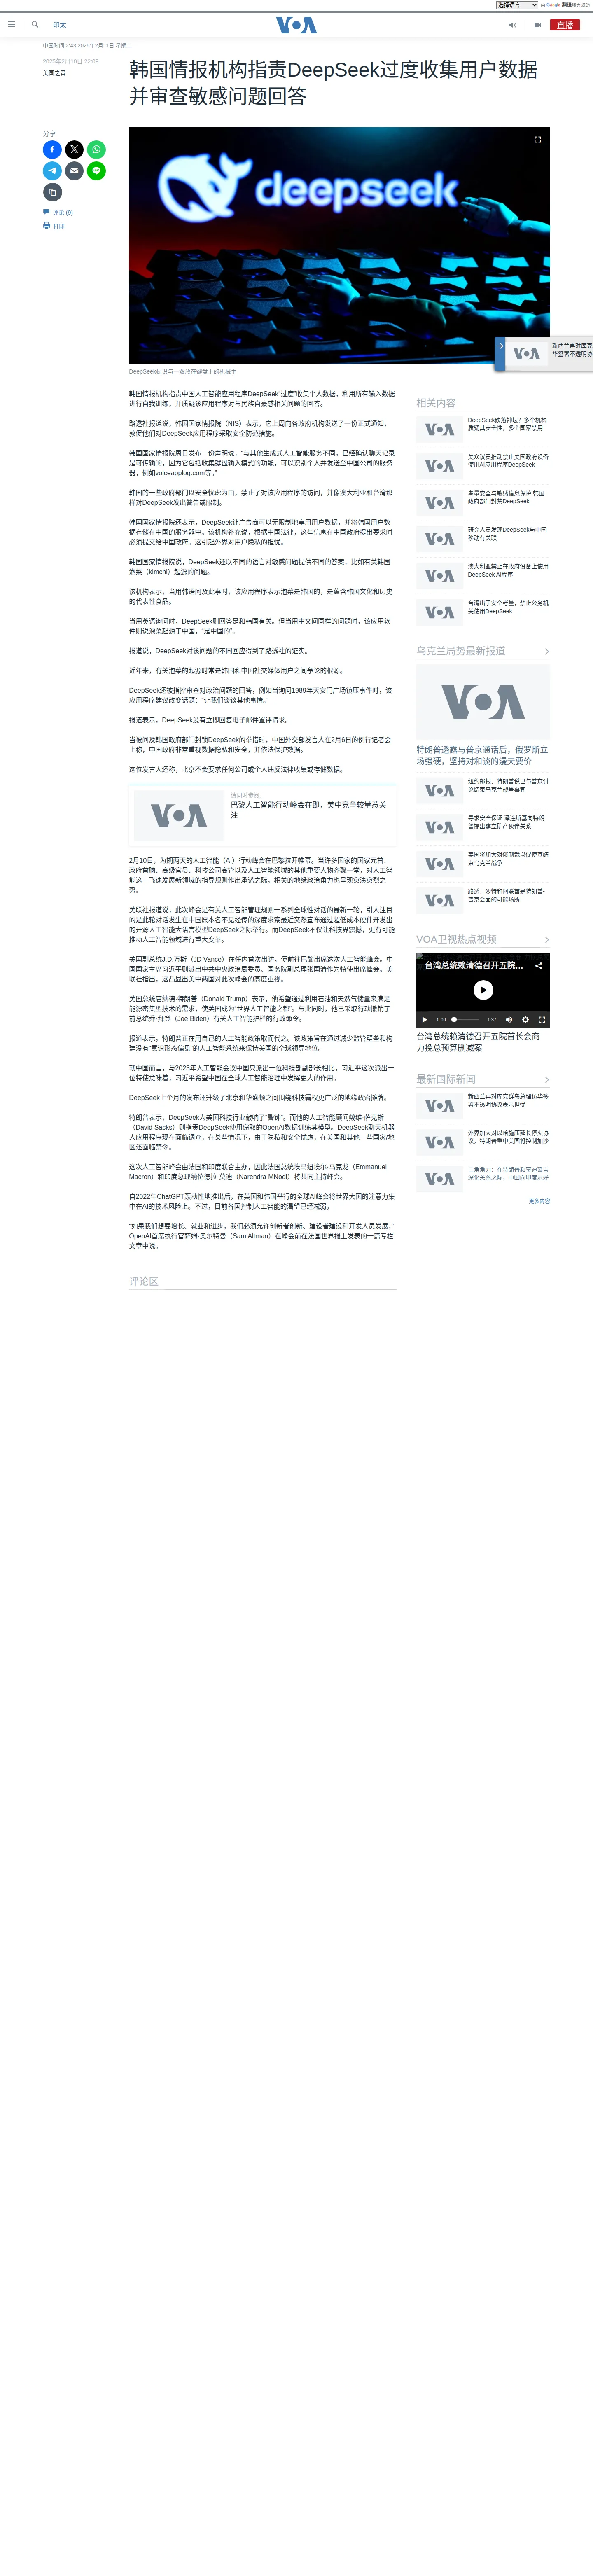 选择语言
由 Google 翻译强力驱动
印太
VOA
直播
中国时间 2:43 2025年2月11日 星期二
2025年2月10日 22:09
美国之音
韩国情报机构指责DeepSeek过度收集用户数据
并审查敏感问题回答
分享
评论 (9)
打印
deepseek
DeepSeek标识与一双放在键盘上的机械手
新西兰再对库克
华签署不透明协
韩国情报机构指责中国人工智能应用程序DeepSeek“过度”收集个人数据，利用所有输入数据
进行自我训练，并质疑该应用程序对与民族自豪感相关问题的回答。
路透社报道说，韩国国家情报院（NIS）表示，它上周向各政府机构发送了一份正式通知，
敦促他们对DeepSeek应用程序采取安全防范措施。
韩国国家情报院周日发布一份声明说，“与其他生成式人工智能服务不同，已经确认聊天记录
是可传输的，因为它包括收集键盘输入模式的功能，可以识别个人并发送至中国公司的服务
器，例如volceapplog.com等。”
韩国的一些政府部门以安全忧虑为由，禁止了对该应用程序的访问，并像澳大利亚和台湾那
样对DeepSeek发出警告或限制。
韩国国家情报院还表示，DeepSeek让广告商可以无限制地享用用户数据，并将韩国用户数
据存储在中国的服务器中。该机构补充说，根据中国法律，这些信息在中国政府提出要求时
必须提交给中国政府。这引起外界对用户隐私的担忧。
韩国国家情报院说，DeepSeek还以不同的语言对敏感问题提供不同的答案，比如有关韩国
泡菜（kimchi）起源的问题。
该机构表示，当用韩语问及此事时，该应用程序表示泡菜是韩国的，是蕴含韩国文化和历史
的代表性食品。
当用英语询问时，DeepSeek则回答是和韩国有关。但当用中文问同样的问题时，该应用软
件则说泡菜起源于中国，“是中国的”。
报道说，DeepSeek对该问题的不同回应得到了路透社的证实。
近年来，有关泡菜的起源时常是韩国和中国社交媒体用户之间争论的根源。
DeepSeek还被指控审查对政治问题的回答，例如当询问1989年天安门广场镇压事件时，该
应用程序建议改变话题：“让我们谈谈其他事情。”
报道表示，DeepSeek没有立即回复电子邮件置评请求。
当被问及韩国政府部门封锁DeepSeek的举措时，中国外交部发言人在2月6日的例行记者会
上称，中国政府非常重视数据隐私和安全，并依法保护数据。
这位发言人还称，北京不会要求任何公司或个人违反法律收集或存储数据。
请同时参阅：
巴黎人工智能行动峰会在即，美中竞争较量惹关
注
2月10日，为期两天的人工智能（AI）行动峰会在巴黎拉开帷幕。当许多国家的国家元首、
政府首脑、高级官员、科技公司高管以及人工智能领域的其他重要人物齐聚一堂，对人工智
能这一飞速发展新领域的指导规则作出承诺之际，相关的地缘政治角力也呈现愈演愈烈之
势。
美联社报道说，此次峰会是有关人工智能管理规则一系列全球性对话的最新一轮，引人注目
的是此轮对话发生在中国原本名不见经传的深度求索最近突然宣布通过超低成本硬件开发出
的开源人工智能大语言模型DeepSeek之际举行。而DeepSeek不仅让科技界震撼，更有可能
推动人工智能领域进行重大变革。
美国副总统J.D.万斯（JD Vance）在任内首次出访，便前往巴黎出席这次人工智能峰会。中
国国家主席习近平则派出中共中央政治局委员、国务院副总理张国清作为特使出席峰会。美
联社指出，这凸显出美中两国对此次峰会的高度重视。
美国总统唐纳德·特朗普（Donald Trump）表示，他希望通过利用石油和天然气储量来满足
能源密集型技术的需求，使美国成为“世界人工智能之都”。与此同时，他已采取行动撤销了
前总统乔·拜登（Joe Biden）有关人工智能护栏的行政命令。
报道表示，特朗普正在用自己的人工智能政策取而代之。该政策旨在通过减少监管壁垒和构
建没有“意识形态偏见”的人工智能系统来保持美国的全球领导地位。
就中国而言，与2023年人工智能会议中国只派出一位科技部副部长相比，习近平这次派出一
位特使意味着，习近平希望中国在全球人工智能治理中发挥更大的作用。
DeepSeek上个月的发布还升级了北京和华盛顿之间围绕科技霸权更广泛的地缘政治摊牌。
特朗普表示，DeepSeek为美国科技行业敲响了“警钟”。而他的人工智能顾问戴维·萨克斯
（David Sacks）则指责DeepSeek使用窃取的OpenAI数据训练其模型。DeepSeek聊天机器
人应用程序现在面临调查，在某些情况下，由于隐私和安全忧虑，在美国和其他一些国家/地
区还面临禁令。
这次人工智能峰会由法国和印度联合主办，因此法国总统埃马纽埃尔·马克龙（Emmanuel
Macron）和印度总理纳伦德拉·莫迪（Narendra MNodi）将共同主持峰会。
自2022年ChatGPT轰动性地推出后，在英国和韩国举行的全球AI峰会将世界大国的注意力集
中在AI的技术风险上。不过，目前各国控制人工智能的渴望已经减弱。
“如果我们想要增长、就业和进步，我们必须允许创新者创新、建设者建设和开发人员发展，”
OpenAI首席执行官萨姆·奥尔特曼（Sam Altman）在峰会前在法国世界报上发表的一篇专栏
文章中说。
评论区
相关内容
DeepSeek跌落神坛？多个机构
质疑其安全性，多个国家禁用
美众议员推动禁止美国政府设备
使用AI应用程序DeepSeek
考量安全与敏感信息保护 韩国
政府部门封禁DeepSeek
研究人员发现DeepSeek与中国
移动有关联
澳大利亚禁止在政府设备上使用
DeepSeek AI程序
台湾出于安全考量，禁止公务机
关使用DeepSeek
乌克兰局势最新报道
特朗普透露与普京通话后，俄罗斯立
场强硬，坚持对和谈的漫天要价
纽约邮报：特朗普说已与普京讨
论结束乌克兰战争事宜
寻求安全保证 泽连斯基向特朗
普提出建立矿产伙伴关系
美国将加大对俄制裁以促使其结
束乌克兰战争
路透：沙特和阿联酋是特朗普-
普京会面的可能场所
VOA卫视热点视频
台湾总统赖清德召开五院...
0:00
1:37
台湾总统赖清德召开五院首长会商
力挽总预算删减案
最新国际新闻
新西兰再对库克群岛总理访华签
署不透明协议表示担忧
外界加大对以哈施压延长停火协
议，特朗普重申美国将控制加沙
三角角力：在特朗普和莫迪誓言
深化关系之际，中国向印度示好
更多内容